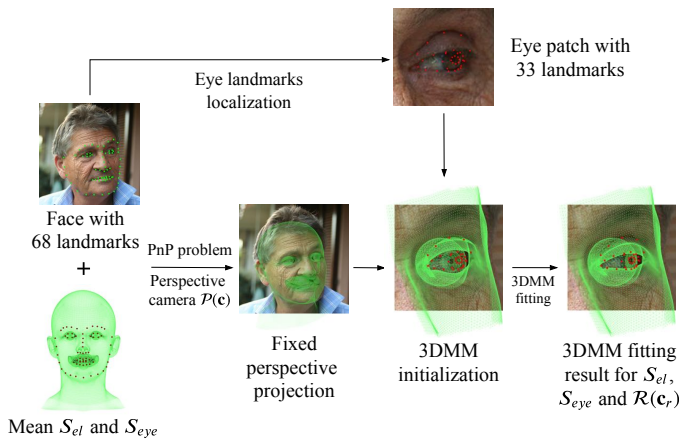 Eye patch with
33 landmarks
Eye landmarks
localization
Face with
68 landmarks
+
PnP problem
Perspective
camera 𝒫(𝐜)
3DMM
fitting
Fixed
perspective
projection
3DMM
initialization
3DMM fitting
result for S_el,
S_eye and ℛ(𝐜_r)
Mean S_el and S_eye